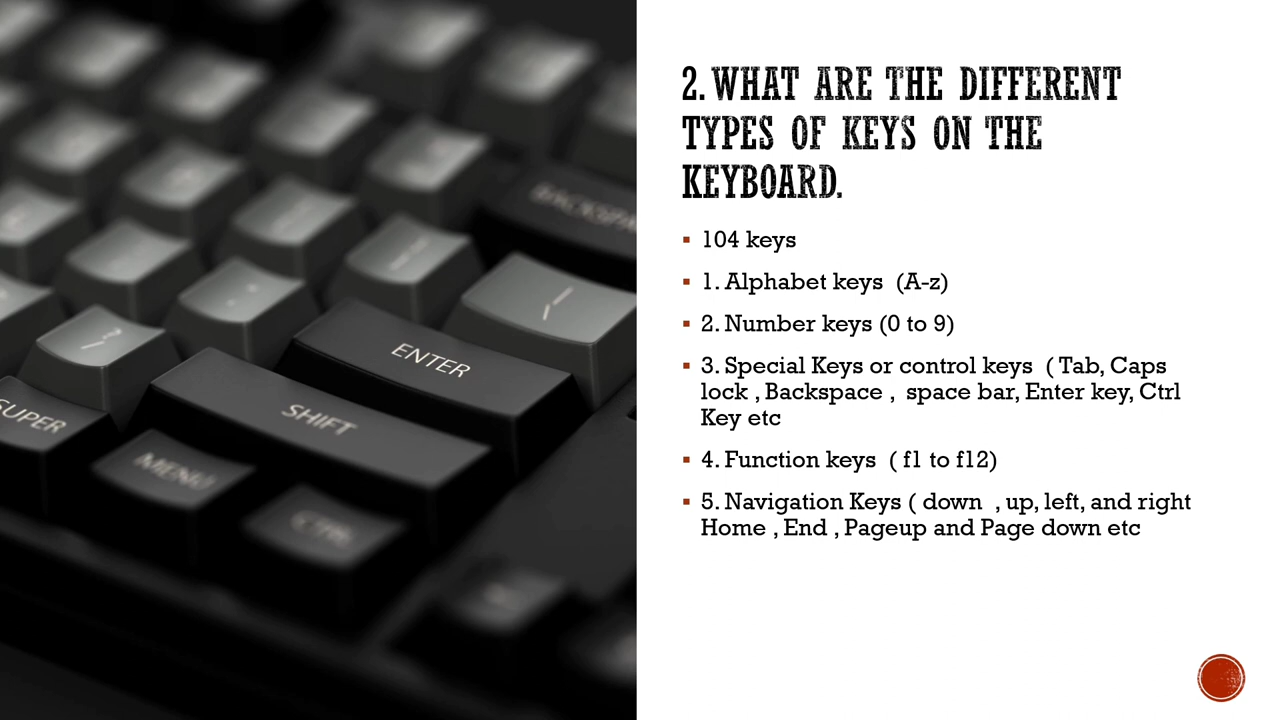 2. WHAT ARE THE DIFFERENT
TYPES OF KEYS ON THE
KEYBOARD.
104 keys
1. Alphabet keys (A-z)
2. Number keys (0 to 9)
3. Special Keys or control keys ( Tab, Caps
lock , Backspace , space bar, Enter key, Ctrl
Key etc
4. Function keys ( f1 to f12)
5. Navigation Keys ( down , up, left, and right
Home , End , Pageup and Page down etc
ENTER
SHIFT
SUPER
MENU
CTRL